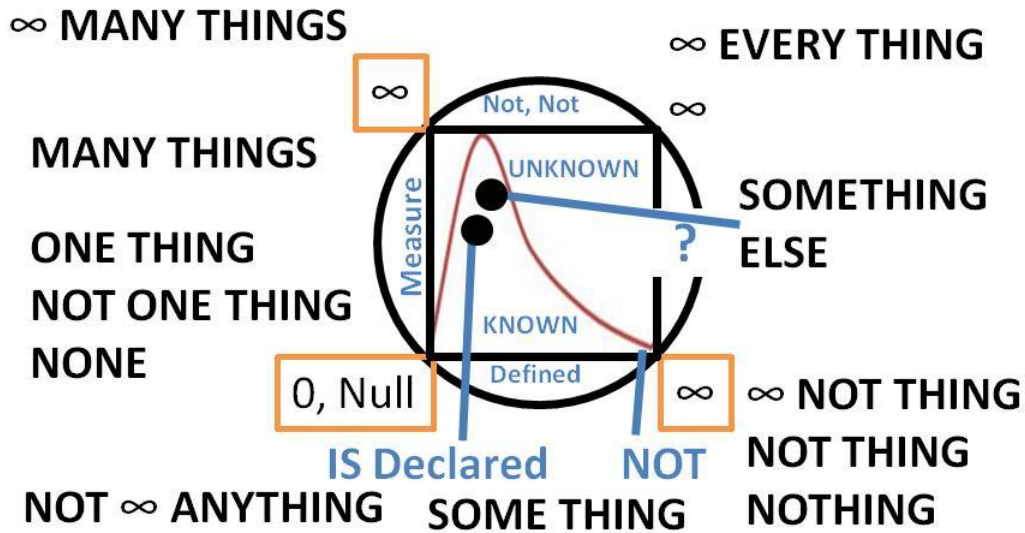 ∞ MANY THINGS
∞ EVERY THING
∞
Not, Not
∞
MANY THINGS
UNKNOWN
Measure
SOMETHING
ELSE
?
ONE THING
NOT ONE THING
NONE
KNOWN
Defined
0, Null
∞
∞ NOT THING
NOT THING
NOTHING
IS Declared
NOT
NOT ∞ ANYTHING
SOME THING